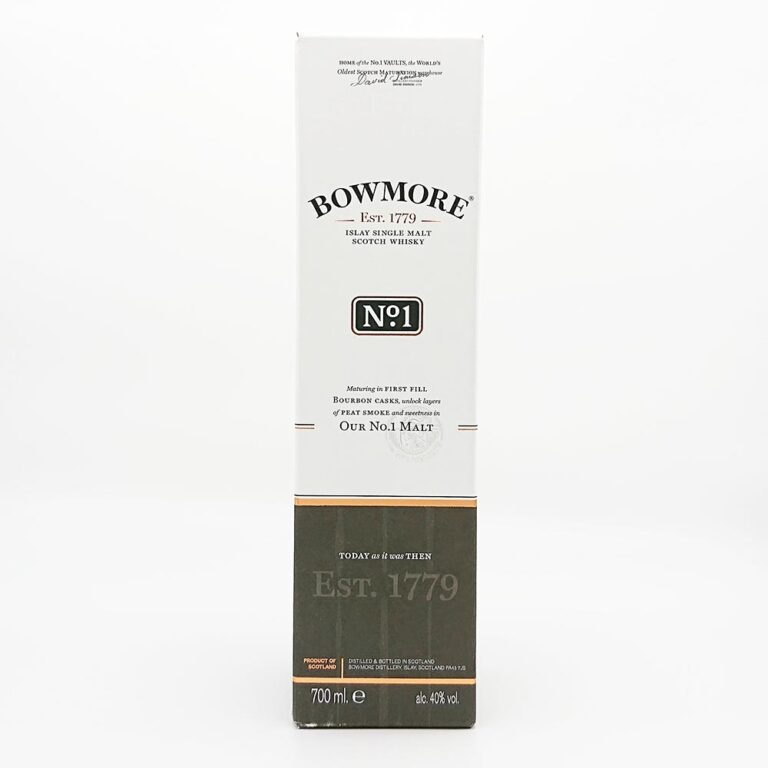 HOME of the NO.1 VAULTS, the WORLD'S
Oldest SCOTCH MATURATION warehouse
BOWMORE®
EST. 1779
ISLAY SINGLE MALT
SCOTCH WHISKY
Nº1
Maturing in FIRST FILL
BOURBON CASKS, unlock layers
of PEAT SMOKE and sweetness in
OUR NO.1 MALT
TODAY as it was THEN
EST. 1779
PRODUCT OF
SCOTLAND
DISTILLED & BOTTLED IN SCOTLAND
BOWMORE DISTILLERY, ISLAY, SCOTLAND PA43 7JS
700 ml. ℮
alc. 40% vol.